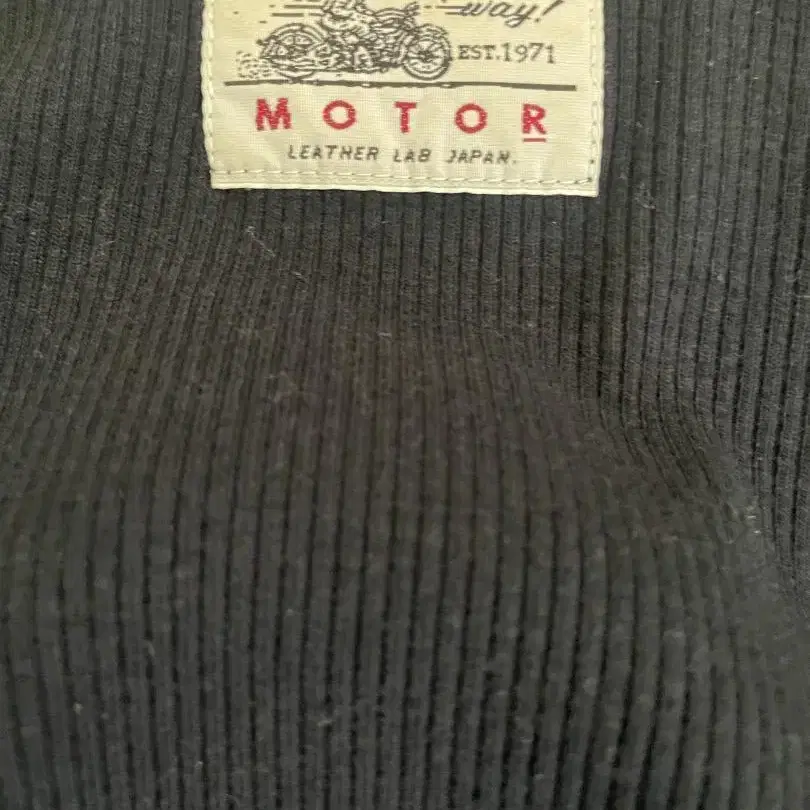 way!
EST.1971
MOTOR
LEATHER LAB JAPAN.